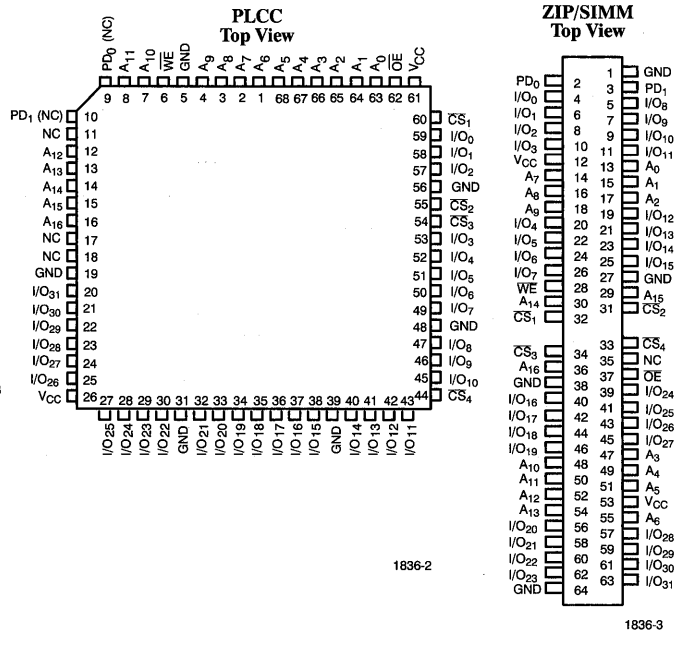 PLCC
Top View
PD0 (NC) A11 A10 WE GND A9 A8 A7 A6 A5 A4 A3 A2 A1 A0 OE VCC
9 8 7 6 5 4 3 2 1 68 67 66 65 64 63 62 61
PD1 (NC) 10
NC 11
A12 12
A13 13
A14 14
A15 15
A16 16
NC 17
NC 18
GND 19
I/O31 20
I/O30 21
I/O29 22
I/O28 23
I/O27 24
I/O26 25
VCC 26
60 CS1
59 I/O0
58 I/O1
57 I/O2
56 GND
55 CS2
54 CS3
53 I/O3
52 I/O4
51 I/O5
50 I/O6
49 I/O7
48 GND
47 I/O8
46 I/O9
45 I/O10
44 CS4
27 28 29 30 31 32 33 34 35 36 37 38 39 40 41 42 43
I/O25 I/O24 I/O23 I/O22 GND I/O21 I/O20 I/O19 I/O18 I/O17 I/O16 I/O15 GND I/O14 I/O13 I/O12 I/O11
1836-2
ZIP/SIMM
Top View
1 GND
PD0 2
3 PD1
I/O0 4
5 I/O8
I/O1 6
7 I/O9
I/O2 8
9 I/O10
I/O3 10
11 I/O11
VCC 12
13 A0
A7 14
15 A1
A8 16
17 A2
A9 18
19 I/O12
I/O4 20
21 I/O13
I/O5 22
23 I/O14
I/O6 24
25 I/O15
I/O7 26
27 GND
WE 28
29 A15
A14 30
31 CS2
CS1 32
33 CS4
CS3 34
35 NC
A16 36
37 OE
GND 38
39 I/O24
I/O16 40
41 I/O25
I/O17 42
43 I/O26
I/O18 44
45 I/O27
I/O19 46
47 A3
A10 48
49 A4
A11 50
51 A5
A12 52
53 VCC
A13 54
55 A6
I/O20 56
57 I/O28
I/O21 58
59 I/O29
I/O22 60
61 I/O30
I/O23 62
63 I/O31
GND 64
1836-3